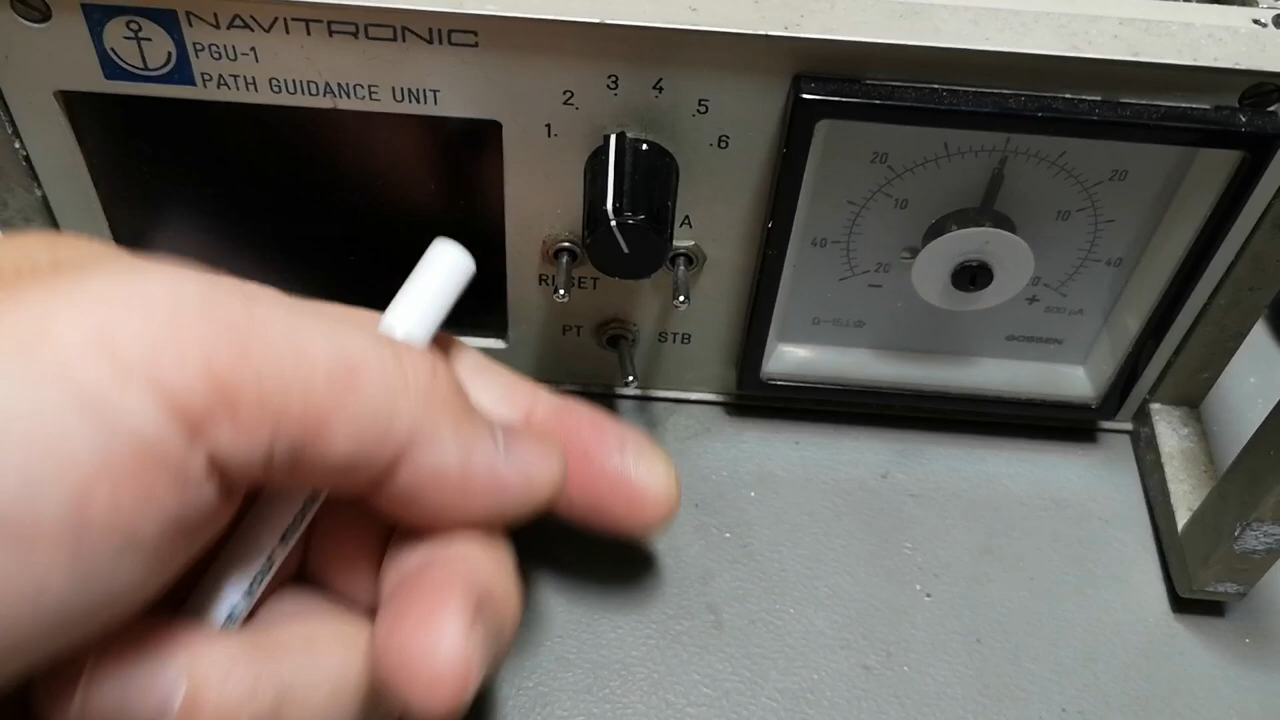 NAVITRONIC
PGU-1
PATH GUIDANCE UNIT
1. 2. 3 4 .5 .6
A
RESET
PT STB
20 20
10 10
40 40
20
− +
500 µA
GOSSEN